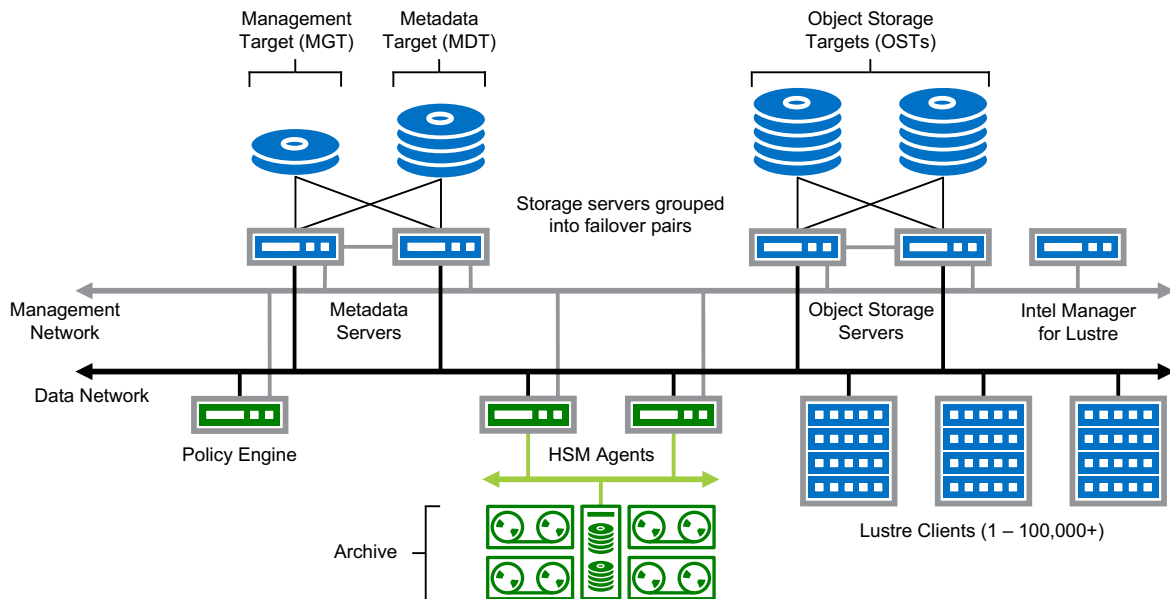 Management
Target (MGT)
Metadata
Target (MDT)
Object Storage
Targets (OSTs)
Storage servers grouped
into failover pairs
Management
Network
Metadata
Servers
Object Storage
Servers
Intel Manager
for Lustre
Data Network
Policy Engine
HSM Agents
Lustre Clients (1 – 100,000+)
Archive